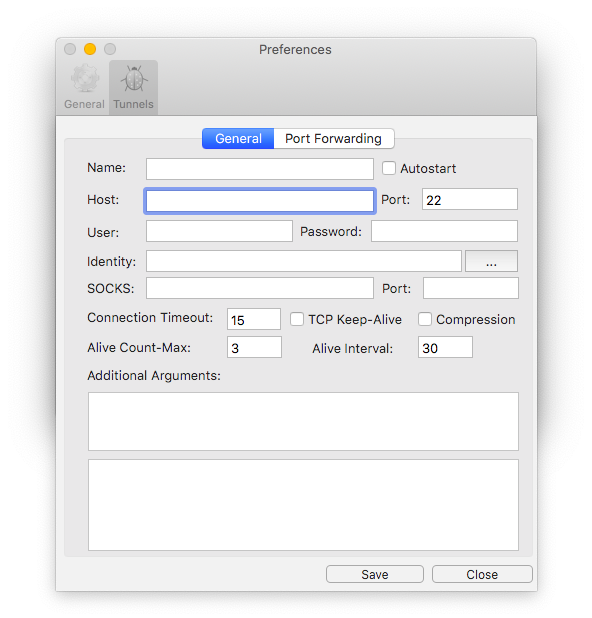 Preferences
General Tunnels
General Port Forwarding
Name: Autostart
Host: Port: 22
User: Password:
Identity: ...
SOCKS: Port:
Connection Timeout: 15 TCP Keep-Alive Compression
Alive Count-Max: 3 Alive Interval: 30
Additional Arguments:
Save Close